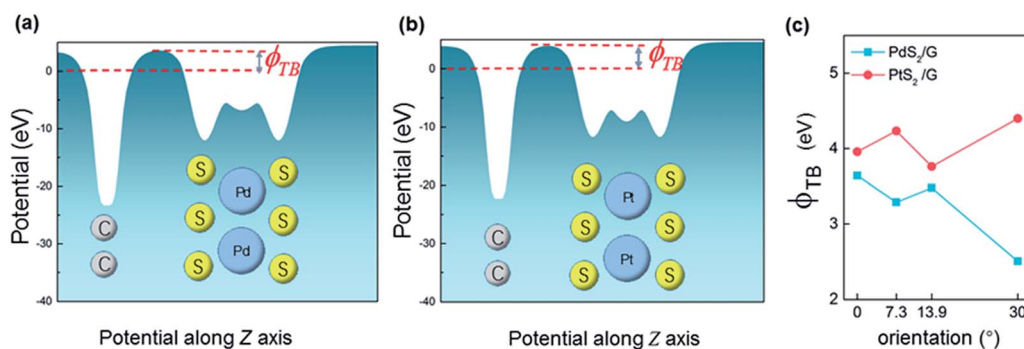 (a)
Potential (eV)
0
-10
-20
-30
-40
ϕTB
C
C
S
S
S
Pd
Pd
S
S
S
Potential along Z axis
(b)
Potential (eV)
0
-10
-20
-30
-40
ϕTB
C
C
S
S
S
Pt
Pt
S
S
S
Potential along Z axis
(c)
PdS2/G
PtS2/G
ϕTB (eV)
5
4
3
2
0 7.3 13.9 30
orientation (°)